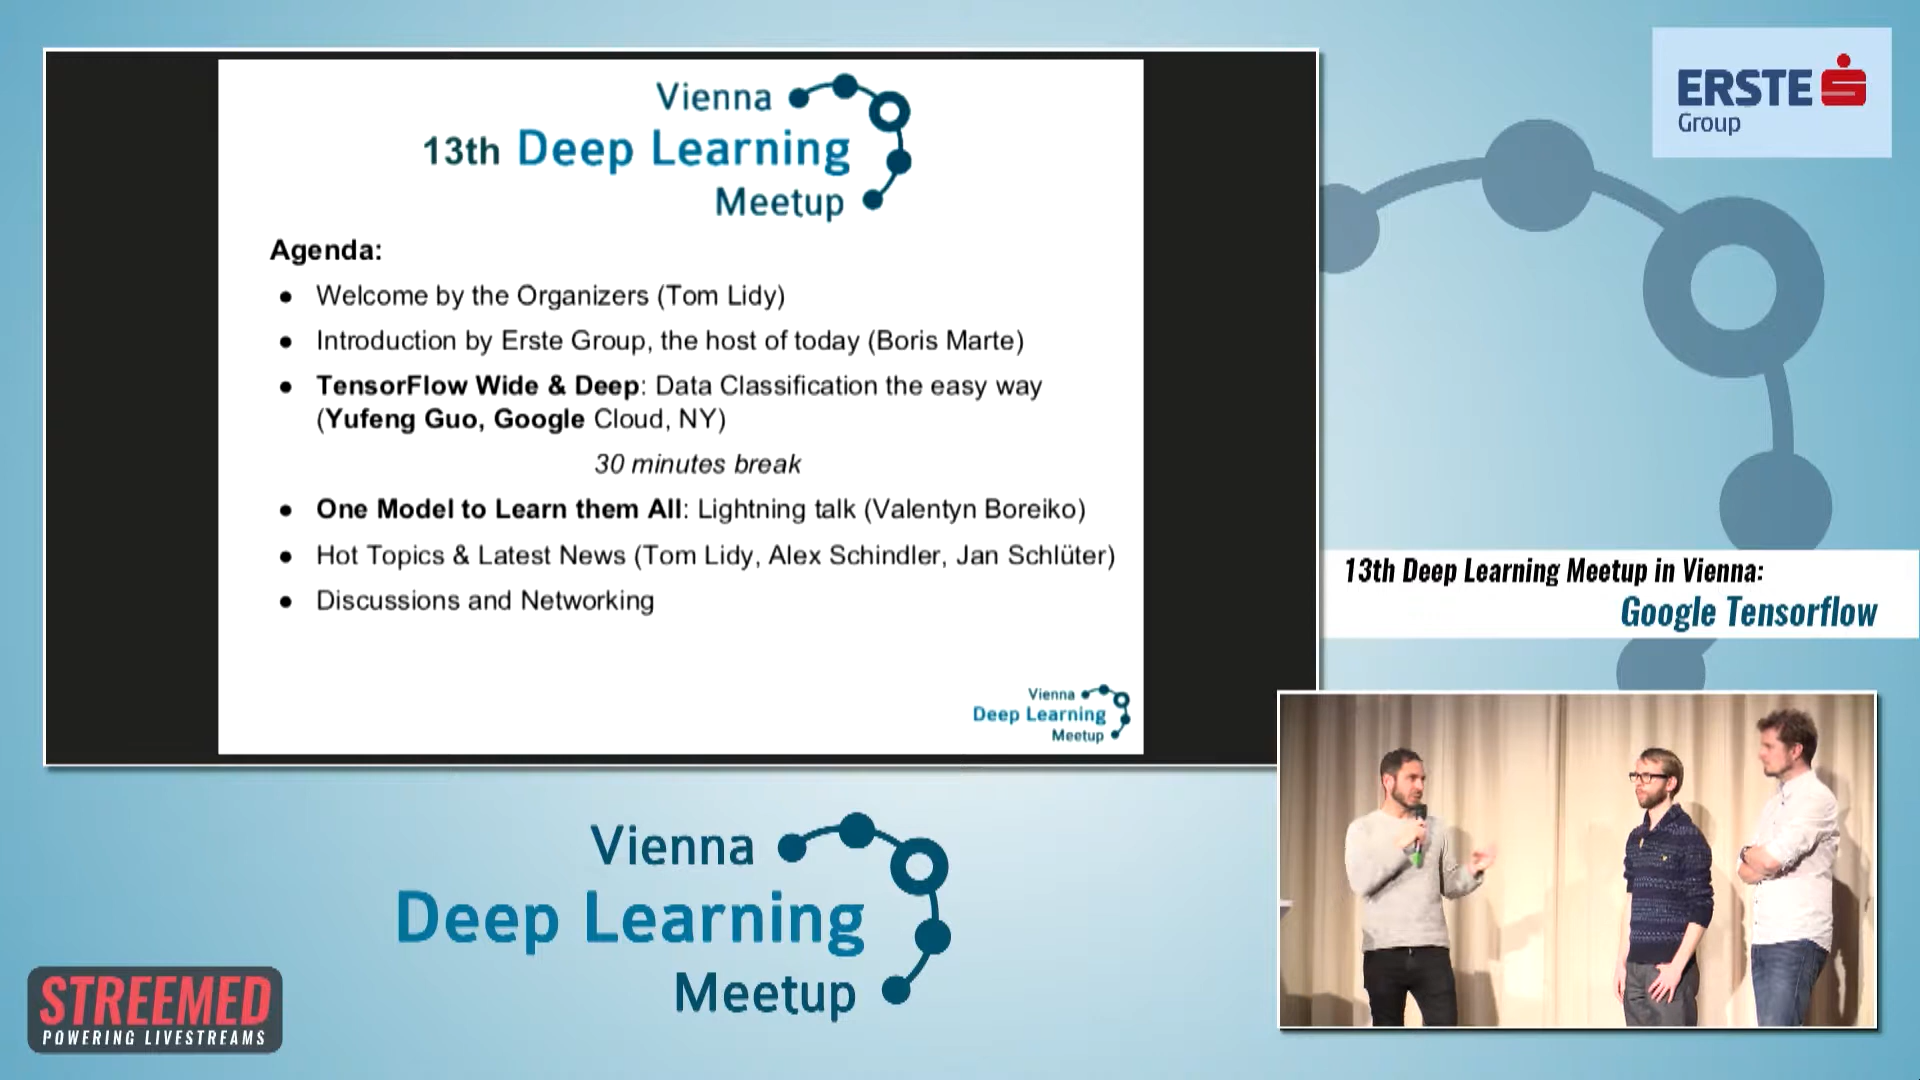 Vienna
13th Deep Learning
Meetup
Agenda:
● Welcome by the Organizers (Tom Lidy)
● Introduction by Erste Group, the host of today (Boris Marte)
● TensorFlow Wide & Deep: Data Classification the easy way
(Yufeng Guo, Google Cloud, NY)
30 minutes break
● One Model to Learn them All: Lightning talk (Valentyn Boreiko)
● Hot Topics & Latest News (Tom Lidy, Alex Schindler, Jan Schlüter)
● Discussions and Networking
Vienna
Deep Learning
Meetup
ERSTE
Group
13th Deep Learning Meetup in Vienna:
Google Tensorflow
Vienna
Deep Learning
Meetup
STREEMED
POWERING LIVESTREAMS